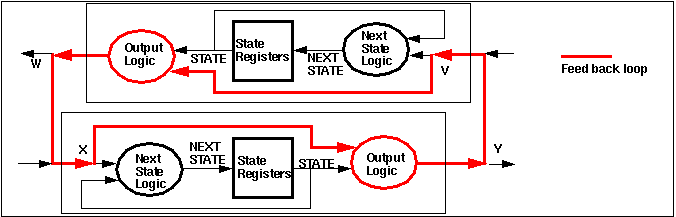 Next
State
Logic
Output
Logic
State
Registers
STATE
NEXT
STATE
W
V
Feed back loop
X
Y
NEXT
STATE
Next
State
Logic
State
Registers
STATE
Output
Logic